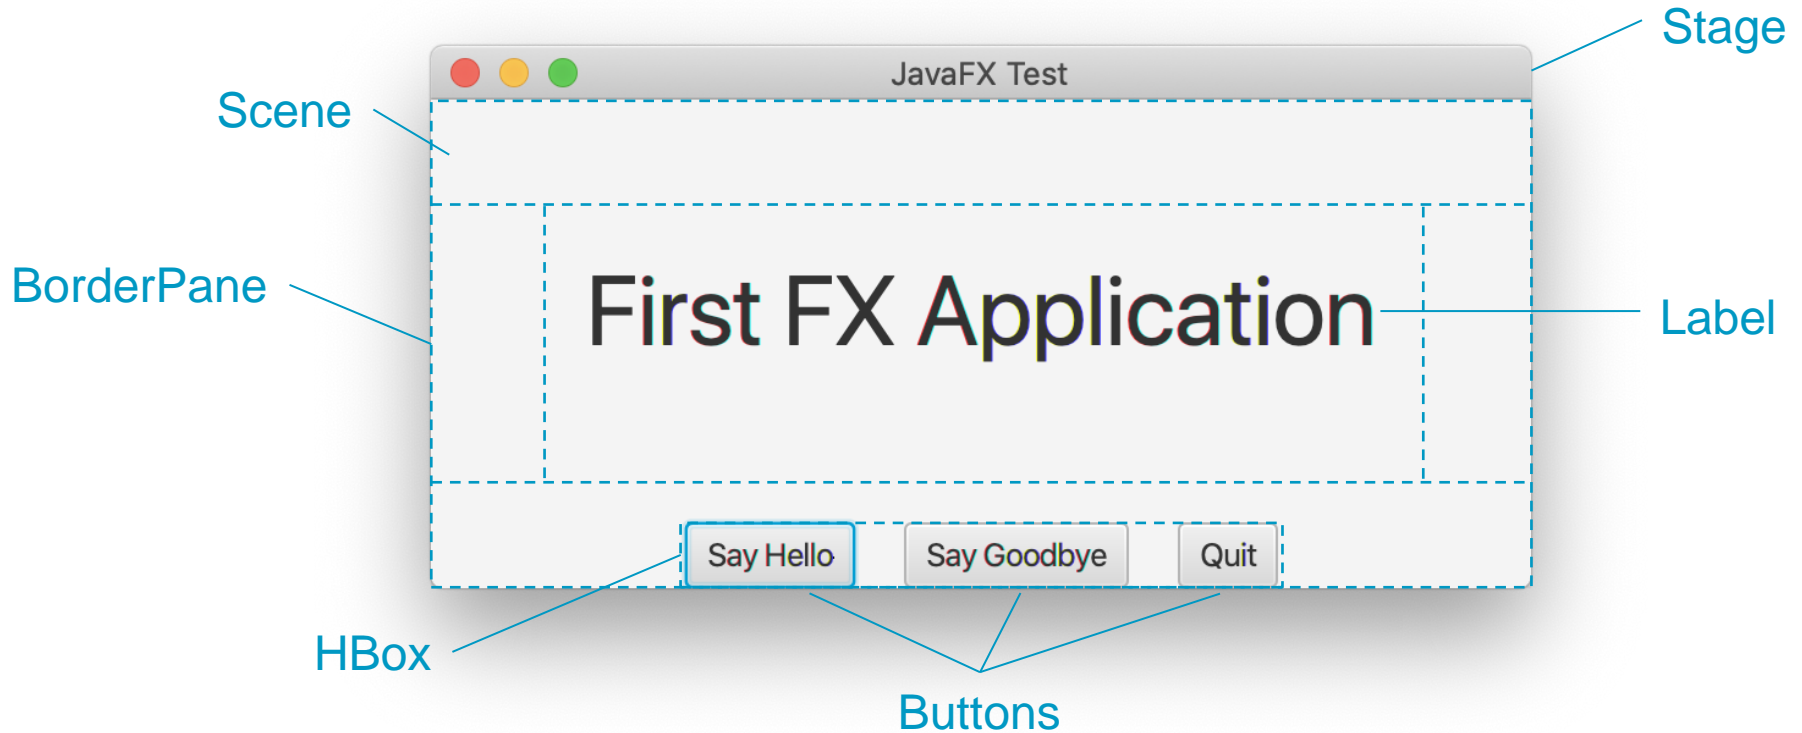 Stage
JavaFX Test
Scene
BorderPane
First FX Application
Label
Say Hello
Say Goodbye
Quit
HBox
Buttons